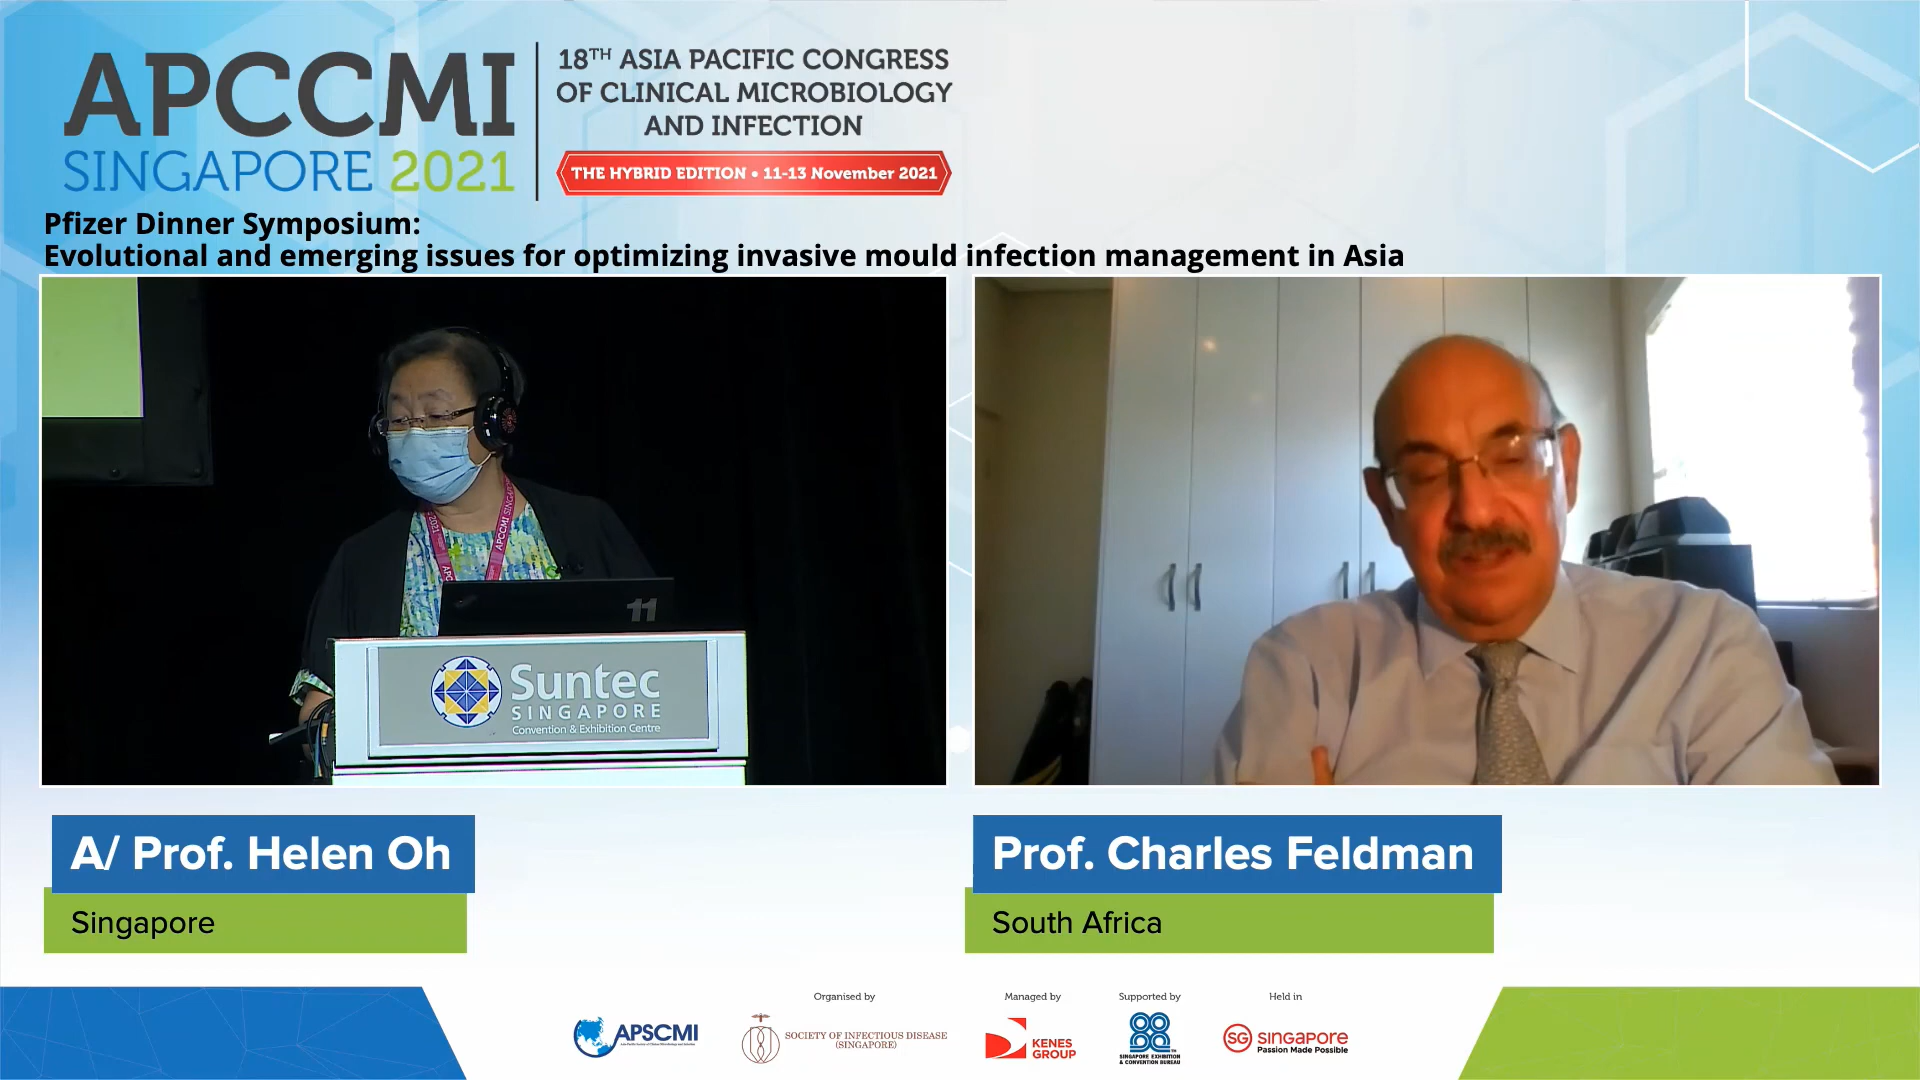 APCCMI
SINGAPORE 2021
18TH ASIA PACIFIC CONGRESS
OF CLINICAL MICROBIOLOGY
AND INFECTION
THE HYBRID EDITION • 11-13 November 2021
Pfizer Dinner Symposium:
Evolutional and emerging issues for optimizing invasive mould infection management in Asia
2021
APCCMI SINGAPORE
11
Suntec
SINGAPORE
Convention & Exhibition Centre
A/ Prof. Helen Oh
Singapore
Prof. Charles Feldman
South Africa
Organised by
Managed by
Supported by
Held in
APSCMI
SOCIETY OF INFECTIOUS DISEASE
(SINGAPORE)
KENES
GROUP
SINGAPORE EXHIBITION
& CONVENTION BUREAU
SG SINGAPORE
Passion Made Possible